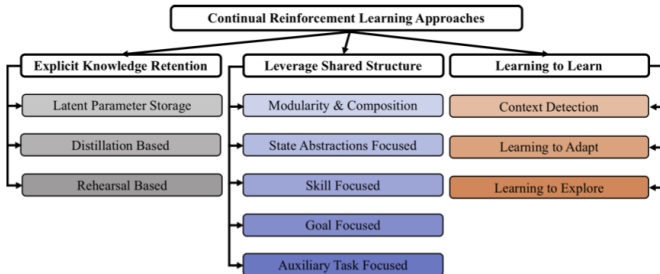 Continual Reinforcement Learning Approaches
Explicit Knowledge Retention
Leverage Shared Structure
Learning to Learn
Latent Parameter Storage
Modularity & Composition
Context Detection
Distillation Based
State Abstractions Focused
Learning to Adapt
Rehearsal Based
Skill Focused
Learning to Explore
Goal Focused
Auxiliary Task Focused